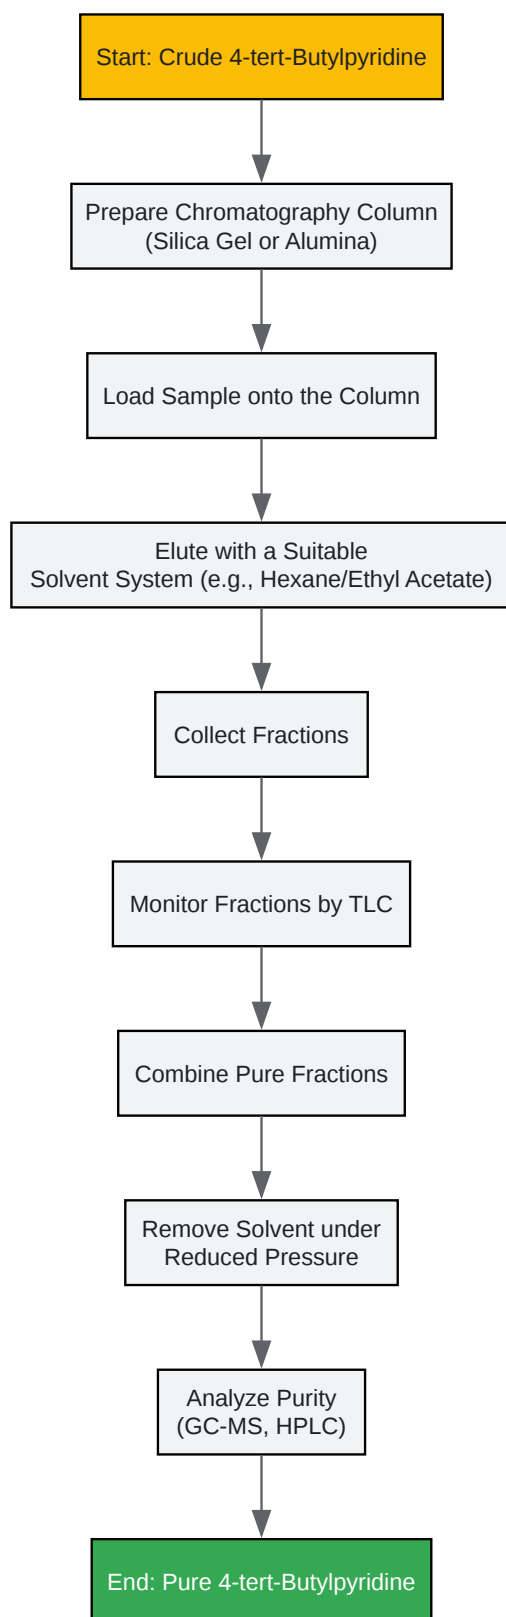 Start: Crude 4-tert-Butylpyridine
Prepare Chromatography Column
(Silica Gel or Alumina)
Load Sample onto the Column
Elute with a Suitable
Solvent System (e.g., Hexane/Ethyl Acetate)
Collect Fractions
Monitor Fractions by TLC
Combine Pure Fractions
Remove Solvent under
Reduced Pressure
Analyze Purity
(GC-MS, HPLC)
End: Pure 4-tert-Butylpyridine